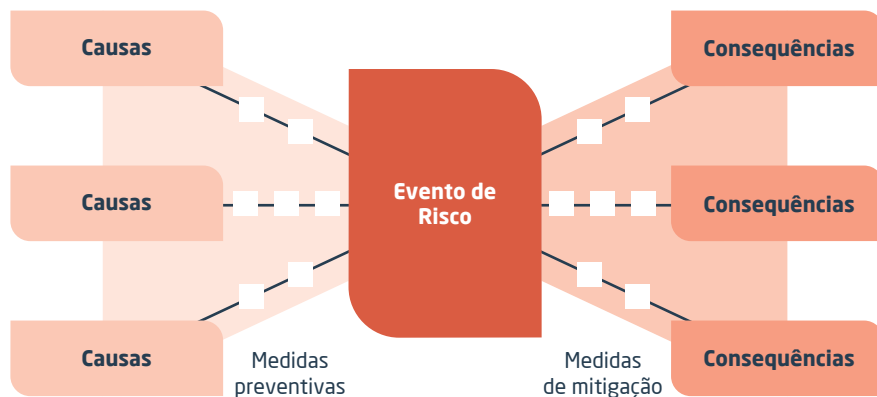 Causas
Consequências
Causas
Evento de
Risco
Consequências
Causas
Medidas
preventivas
Medidas
de mitigação
Consequências